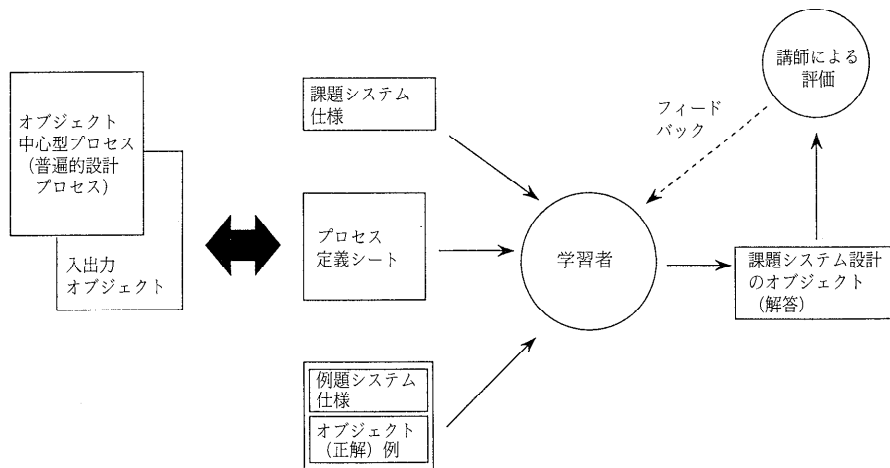 オブジェクト
中心型プロセス
（普遍的設計
プロセス）
入出力
オブジェクト
課題システム
仕様
プロセス
定義シート
例題システム
仕様
オブジェクト
（正解）例
学習者
フィード
バック
講師による
評価
課題システム設計
のオブジェクト
（解答）